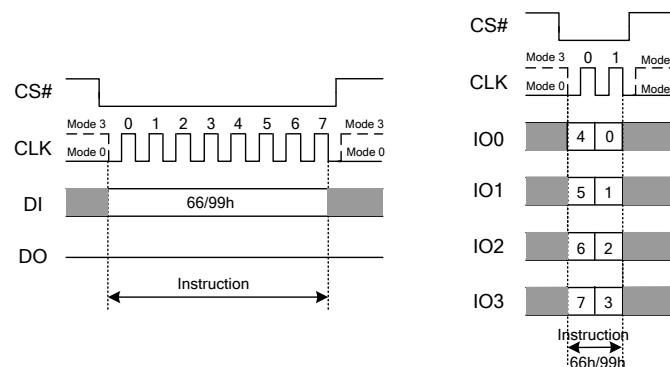 CS#
Mode 3 0 1 2 3 4 5 6 7 Mode 3
CLK Mode 0 Mode 0
DI 66/99h
DO
Instruction
CS#
Mode 3 0 1 Mode
CLK Mode 0 Mode
IO0 4 0
IO1 5 1
IO2 6 2
IO3 7 3
Instruction
66h/99h